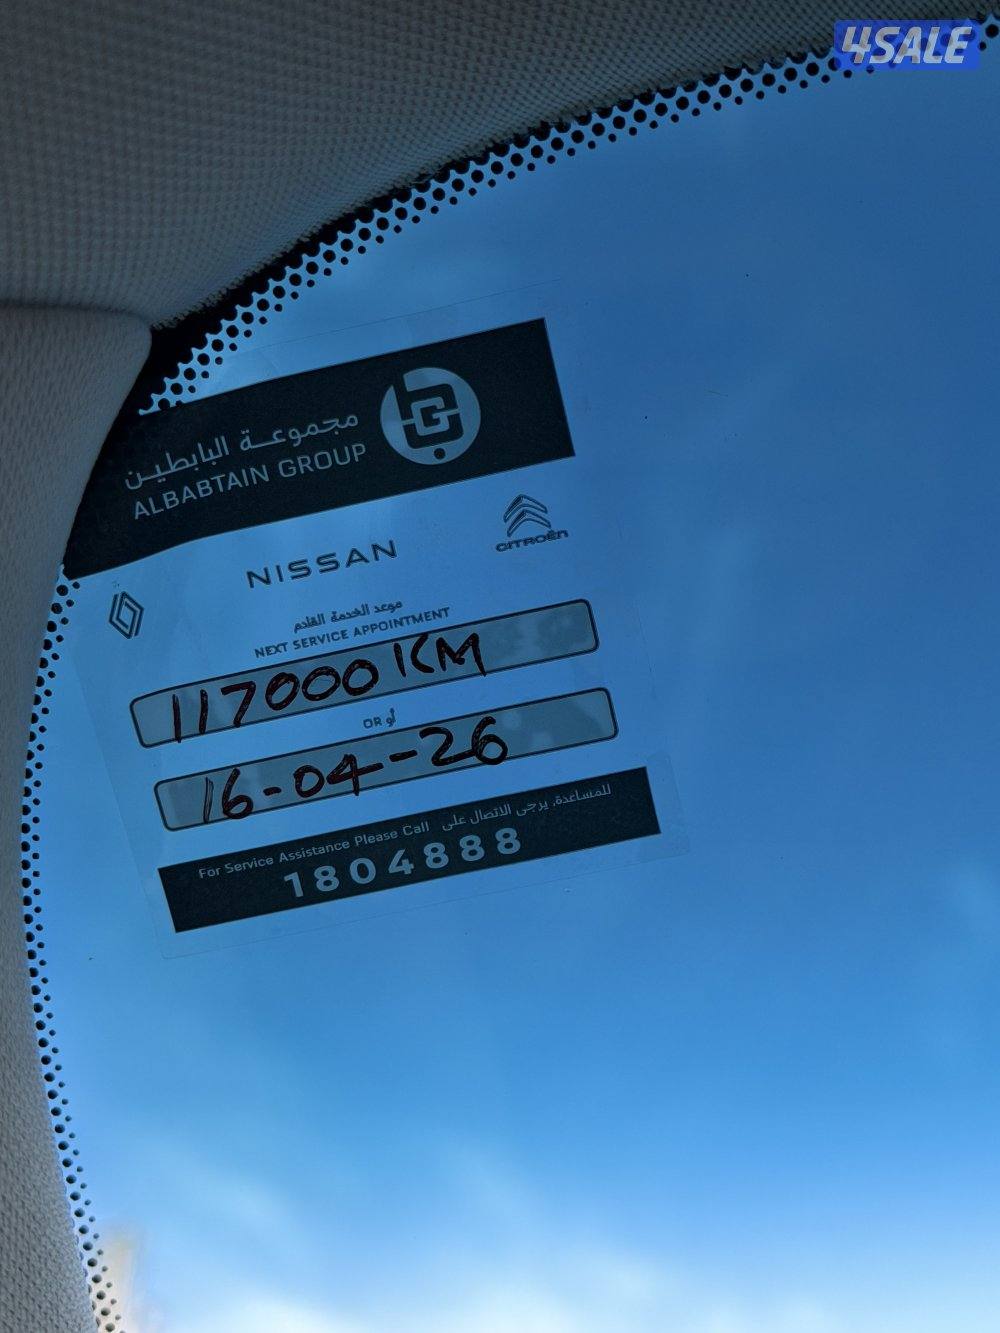 4SALE
مجموعة البابطين
ALBABTAIN GROUP
NISSAN
CITROËN
موعد الخدمة القادم
NEXT SERVICE APPOINTMENT
117000 KM
OR أو
16-04-26
For Service Assistance Please Call للمساعدة، يرجى الاتصال على
1804888